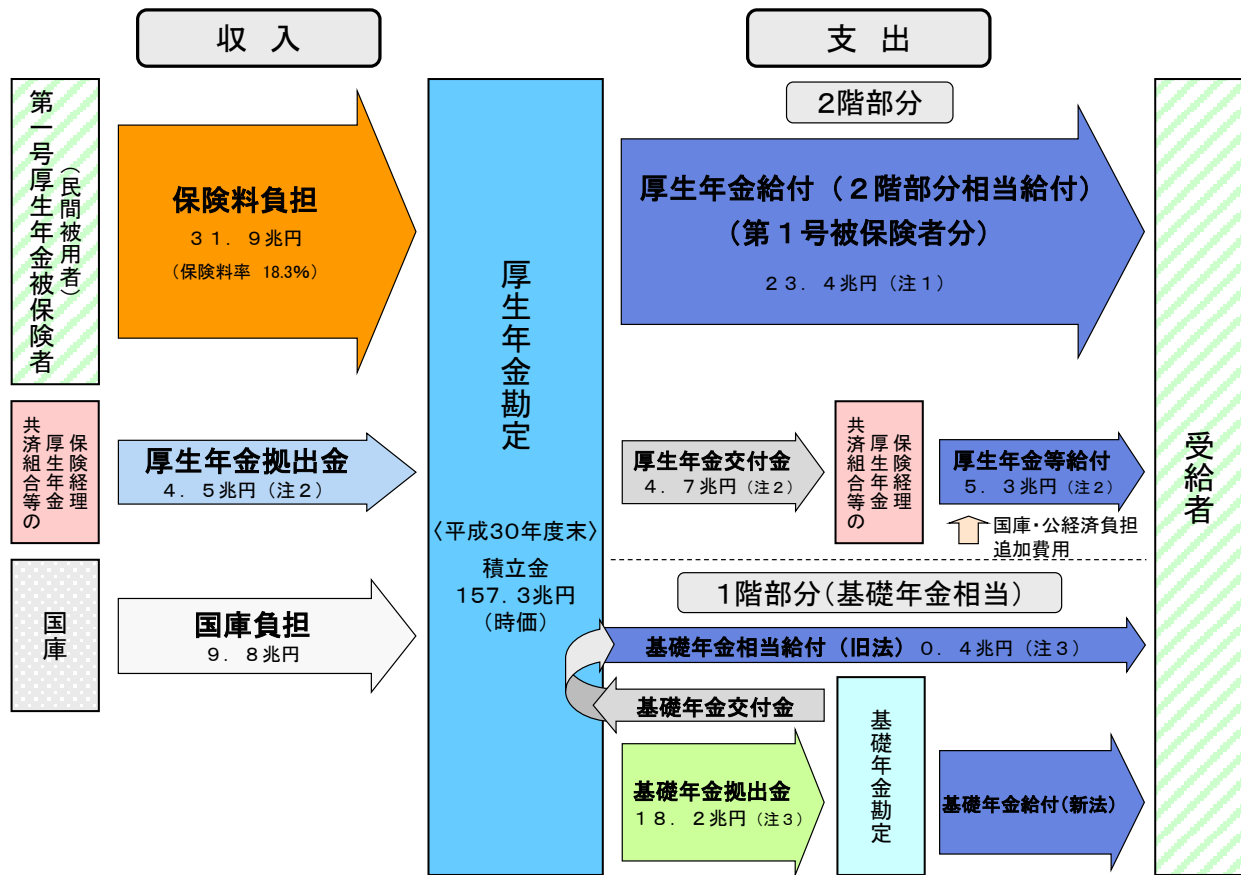 収 入
支 出
第一号厚生年金被保険者
（民間被用者）
保険料負担
３１．９兆円
（保険料率 18.3%）
共済組合等の
厚生年金
保険経理
厚生年金拠出金
４．５兆円（注２）
国庫
国庫負担
９．８兆円
厚生年金勘定
〈平成30年度末〉
積立金
157．3兆円
（時価）
2階部分
厚生年金給付（２階部分相当給付）
（第１号被保険者分）
２３．４兆円（注１）
厚生年金交付金
４．７兆円（注２）
共済組合等の
厚生年金
保険経理
厚生年金等給付
５．３兆円（注２）
国庫・公経済負担
追加費用
1階部分（基礎年金相当）
基礎年金相当給付（旧法）０．４兆円（注３）
基礎年金交付金
基礎年金拠出金
１８．２兆円（注３）
基礎年金勘定
基礎年金給付（新法）
受給者